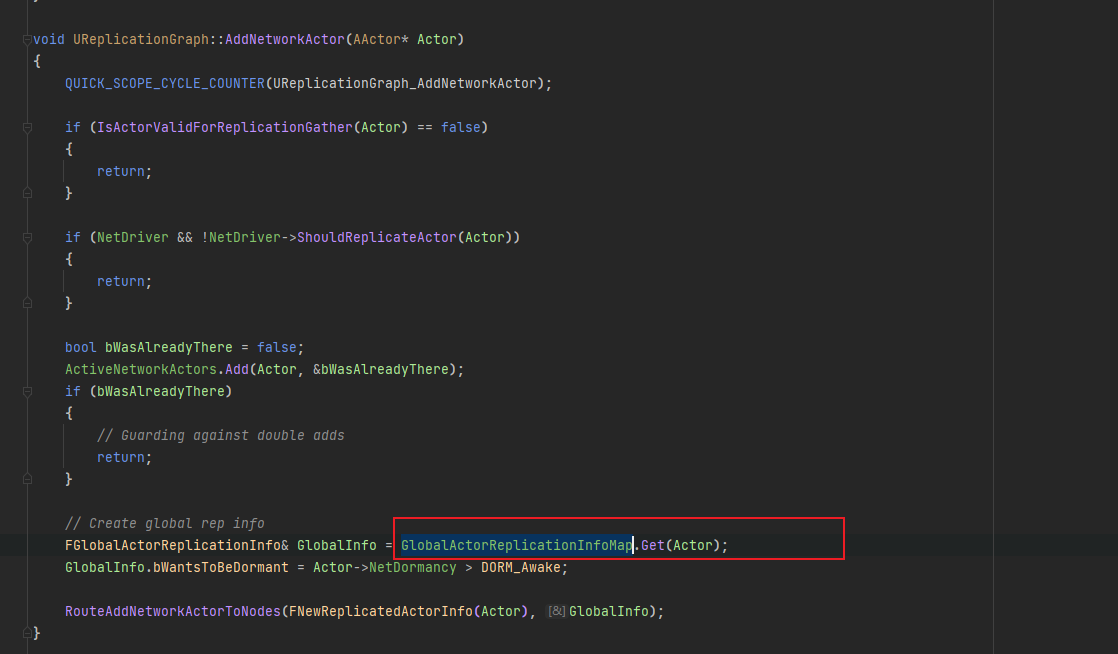 void UReplicationGraph::AddNetworkActor(AActor* Actor)
{
    QUICK_SCOPE_CYCLE_COUNTER(UReplicationGraph_AddNetworkActor);

    if (IsActorValidForReplicationGather(Actor) == false)
    {
        return;
    }

    if (NetDriver && !NetDriver->ShouldReplicateActor(Actor))
    {
        return;
    }

    bool bWasAlreadyThere = false;
    ActiveNetworkActors.Add(Actor, &bWasAlreadyThere);
    if (bWasAlreadyThere)
    {
        // Guarding against double adds
        return;
    }

    // Create global rep info
    FGlobalActorReplicationInfo& GlobalInfo = GlobalActorReplicationInfoMap.Get(Actor);
    GlobalInfo.bWantsToBeDormant = Actor->NetDormancy > DORM_Awake;

    RouteAddNetworkActorToNodes(FNewReplicatedActorInfo(Actor), [&]GlobalInfo);
}